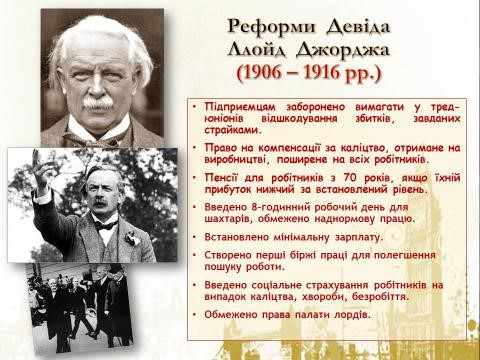 Реформи Девіда
Ллойд Джорджа
(1906 – 1916 рр.)
• Підприємцям заборонено вимагати у тред-
юніонів відшкодування збитків, завданих
страйками.
• Право на компенсації за каліцтво, отримане на
виробництві, поширене на всіх робітників.
• Пенсії для робітників з 70 років, якщо їхній
прибуток нижчий за встановлений рівень.
• Введено 8-годинний робочий день для
шахтарів, обмежено наднормову працю.
• Встановлено мінімальну зарплату.
• Створено перші біржі праці для полегшення
пошуку роботи.
• Введено соціальне страхування робітників на
випадок каліцтва, хвороби, безробіття.
• Обмежено права палати лордів.